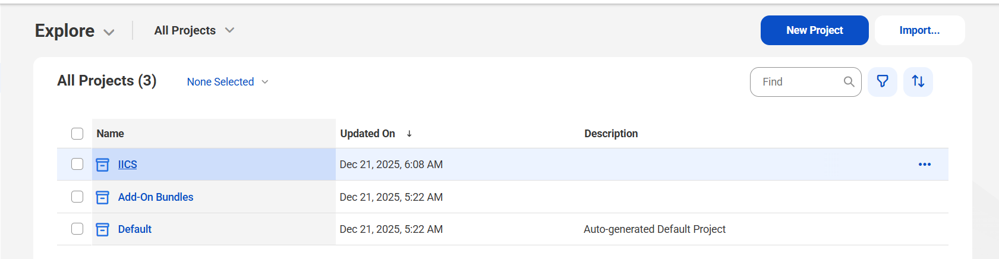 Explore All Projects New Project Import...
All Projects (3) None Selected Find
Name Updated On ↓ Description
IICS Dec 21, 2025, 6:08 AM
Add-On Bundles Dec 21, 2025, 5:22 AM
Default Dec 21, 2025, 5:22 AM Auto-generated Default Project